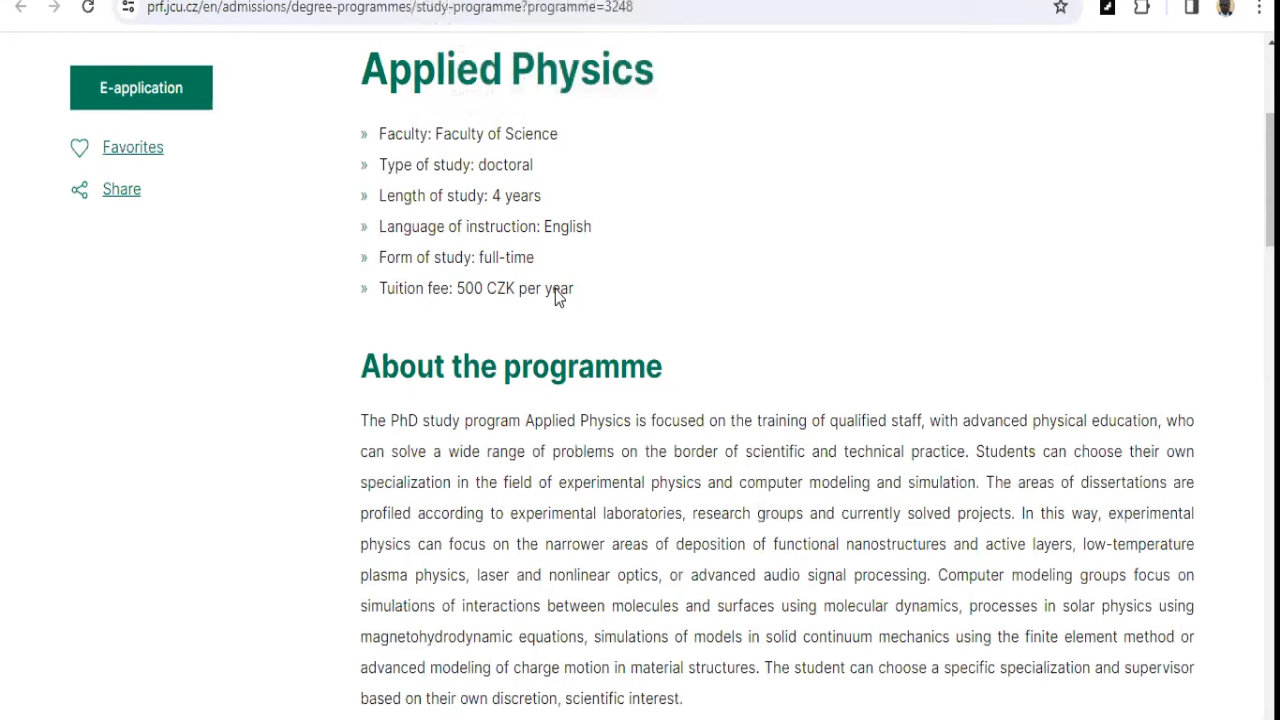 prf.jcu.cz/en/admissions/degree-programmes/study-programme?programme=3248
E-application
Favorites
Share
Applied Physics
» Faculty: Faculty of Science
» Type of study: doctoral
» Length of study: 4 years
» Language of instruction: English
» Form of study: full-time
» Tuition fee: 500 CZK per year
About the programme
The PhD study program Applied Physics is focused on the training of qualified staff, with advanced physical education, who
can solve a wide range of problems on the border of scientific and technical practice. Students can choose their own
specialization in the field of experimental physics and computer modeling and simulation. The areas of dissertations are
profiled according to experimental laboratories, research groups and currently solved projects. In this way, experimental
physics can focus on the narrower areas of deposition of functional nanostructures and active layers, low-temperature
plasma physics, laser and nonlinear optics, or advanced audio signal processing. Computer modeling groups focus on
simulations of interactions between molecules and surfaces using molecular dynamics, processes in solar physics using
magnetohydrodynamic equations, simulations of models in solid continuum mechanics using the finite element method or
advanced modeling of charge motion in material structures. The student can choose a specific specialization and supervisor
based on their own discretion, scientific interest.